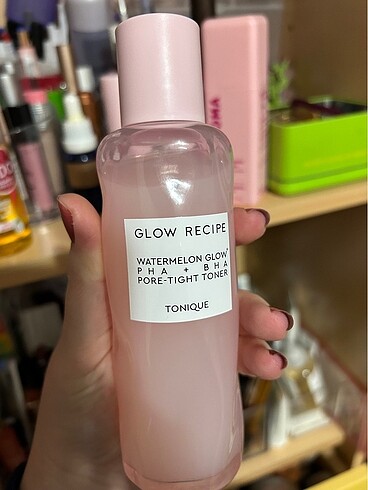 GLOW RECIPE
WATERMELON GLOW
PHA + BHA
PORE-TIGHT TONER
TONIQUE